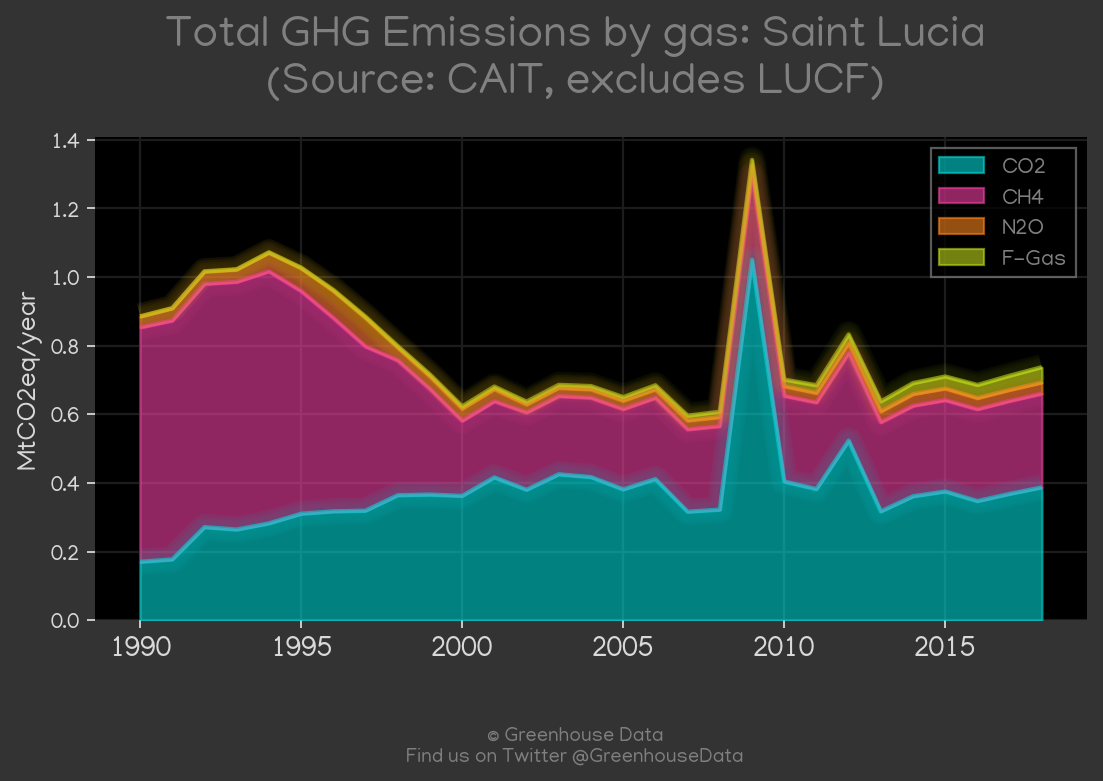 Total GHG Emissions by gas: Saint Lucia
(Source: CAIT, excludes LUCF)
1.4
1.2
1.0
0.8
0.6
0.4
0.2
0.0
MtCO2eq/year
CO2
CH4
N2O
F-Gas
1990 1995 2000 2005 2010 2015
© Greenhouse Data
Find us on Twitter @GreenhouseData